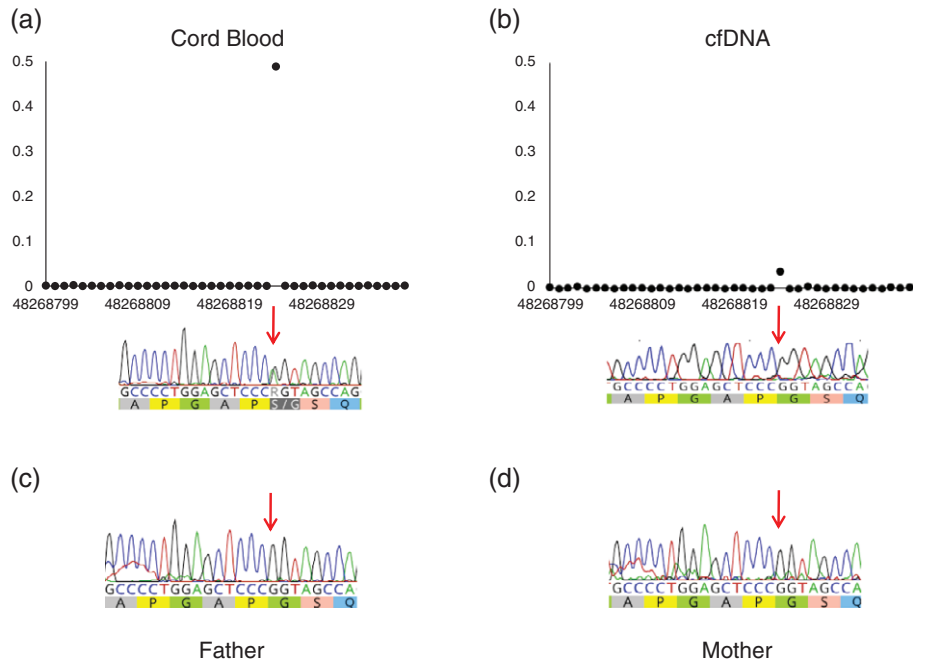 (a)
Cord Blood
0.5
0.4
0.3
0.2
0.1
0
48268799 48268809 48268819 48268829
GCCCCTGGAGCTCCCRGTAGCCAG
A P G A P S/G S Q
(b)
cfDNA
0.5
0.4
0.3
0.2
0.1
0
48268799 48268809 48268819 48268829
GCCCCTGGAGCTCCCGGTAGCCA
A P G A P G S Q
(c)
GCCCCTGGAGCTCCCGGTAGCCA
A P G A P G S Q
Father
(d)
GCCCCTGGAGCTCCCGGTAGCCA
A P G A P G S Q
Mother